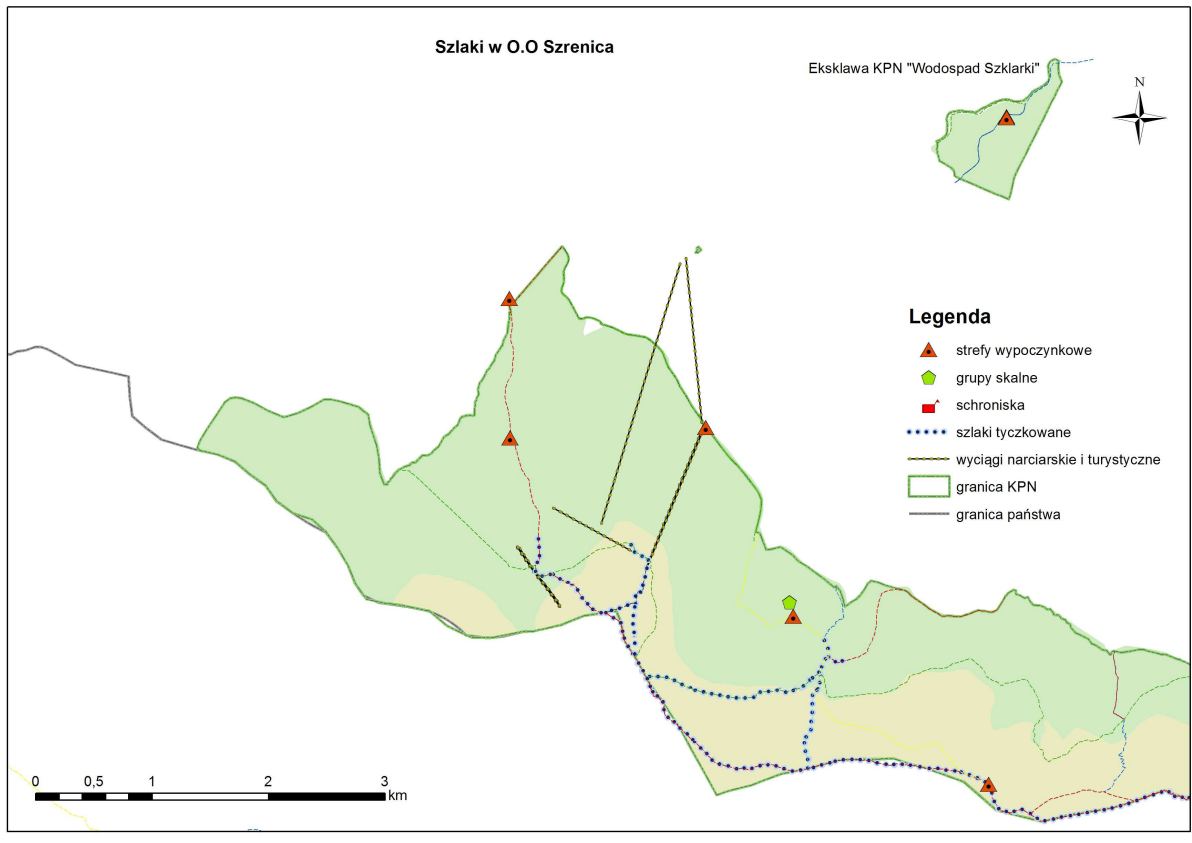 Szlaki w O.O Szrenica
Eksklawa KPN "Wodospad Szklarki"
N
Legenda
strefy wypoczynkowe
grupy skalne
schroniska
szlaki tyczkowane
wyciągi narciarskie i turystyczne
granica KPN
granica państwa
0 0,5 1 2 3
km